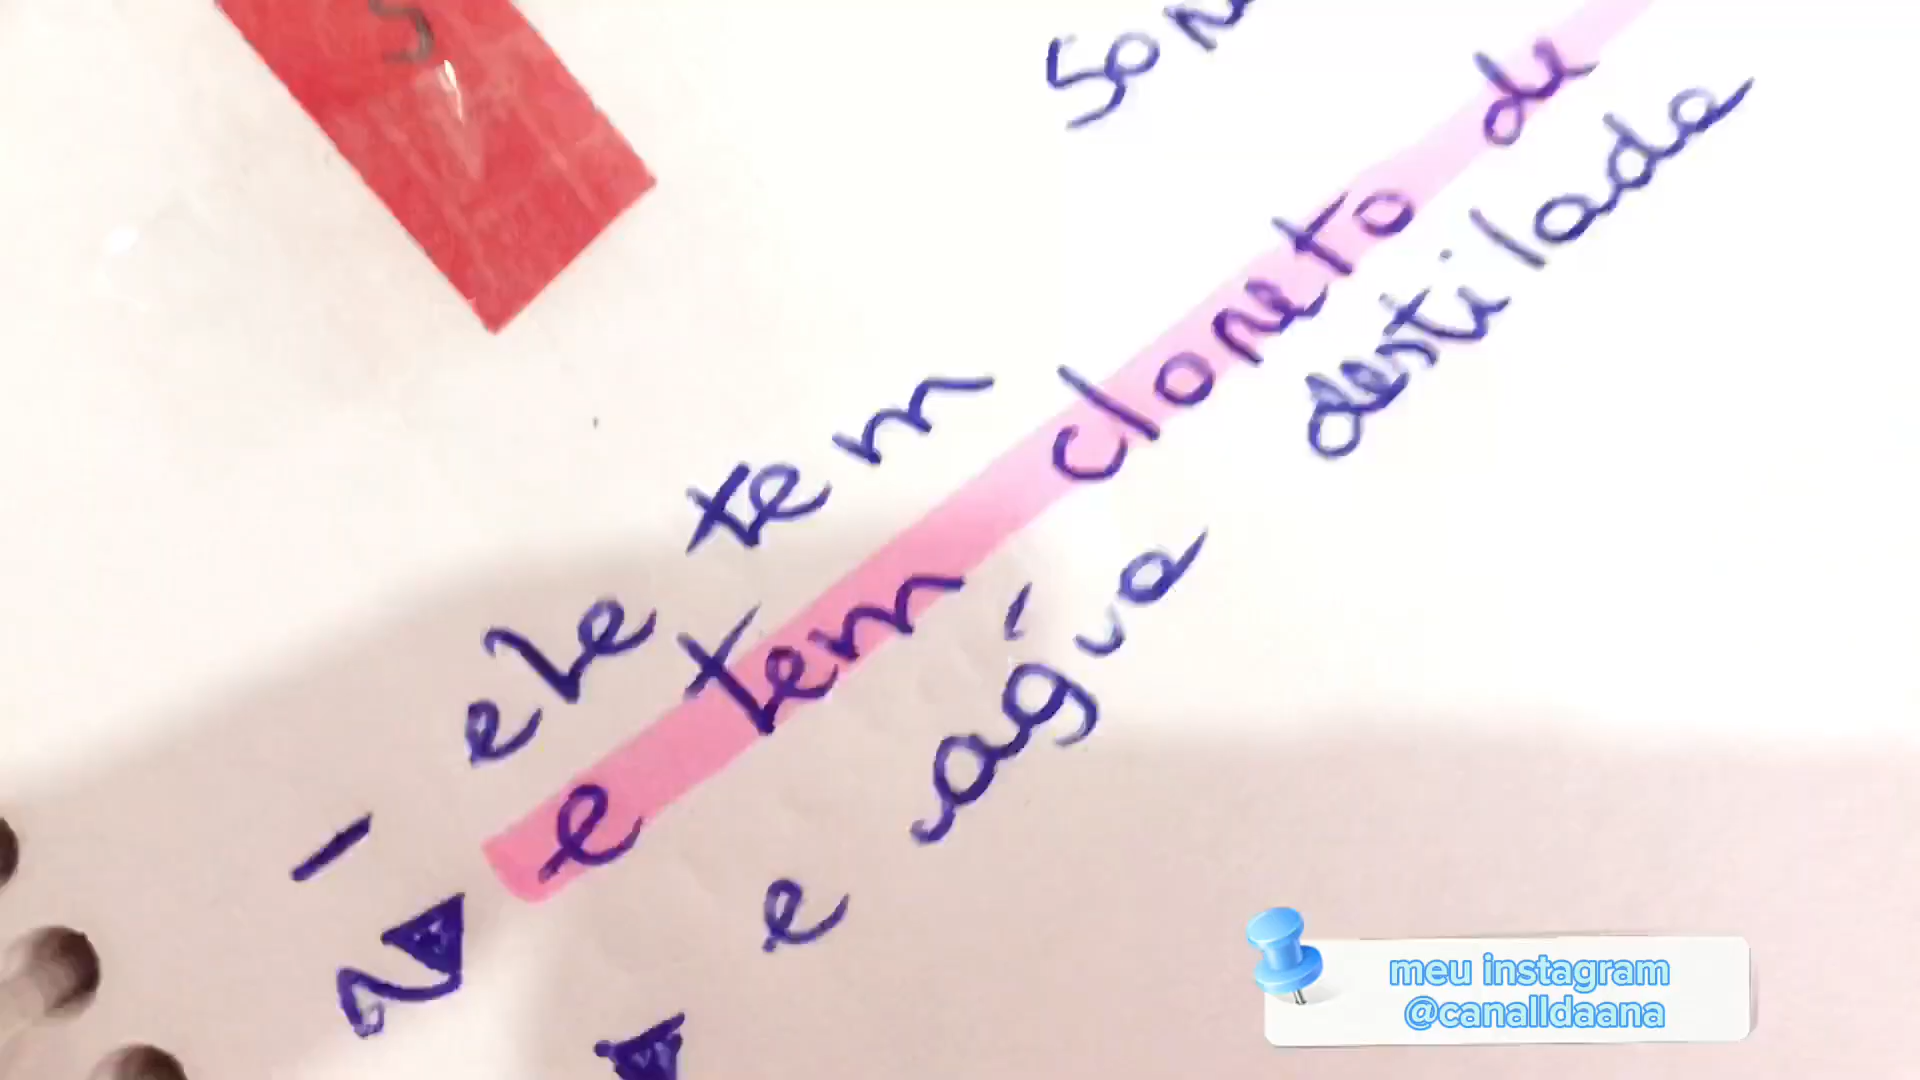 S
- ele tem
e tem cloreto de
e água destilada
meu instagram
@canalldaana